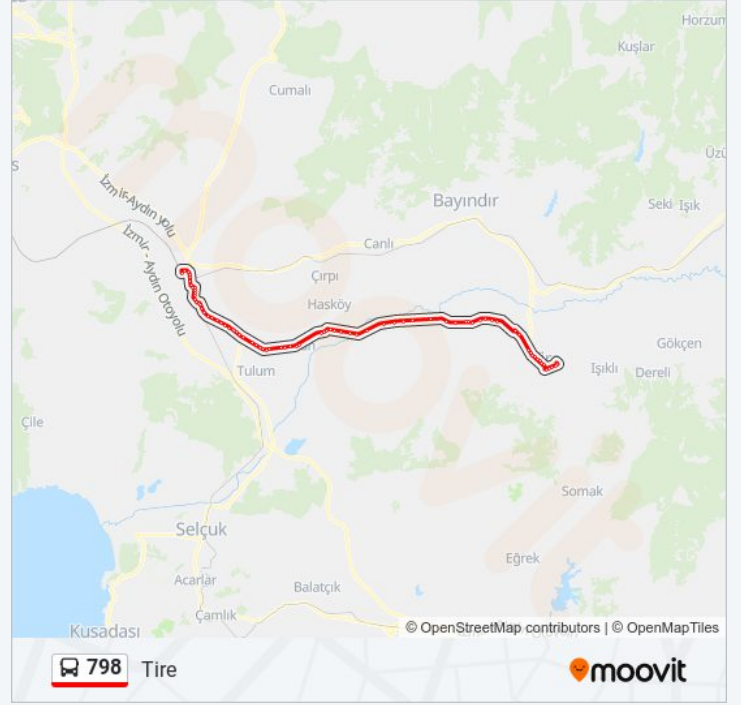 Horzum
Kuşlar
Cumalı
Üzü
İzmir-Aydın yolu
Bayındır
Seki Işık
İzmir - Aydın Otoyolu
Canlı
Çırpı
Hasköy
Gökçen
Tulum
Işıklı
Dereli
Çile
Somak
Selçuk
Eğrek
Acarlar
Balatçık
Çamlık
Kuşadası
© OpenStreetMap contributors | © OpenMapTiles
798 Tire
moovit
moovit